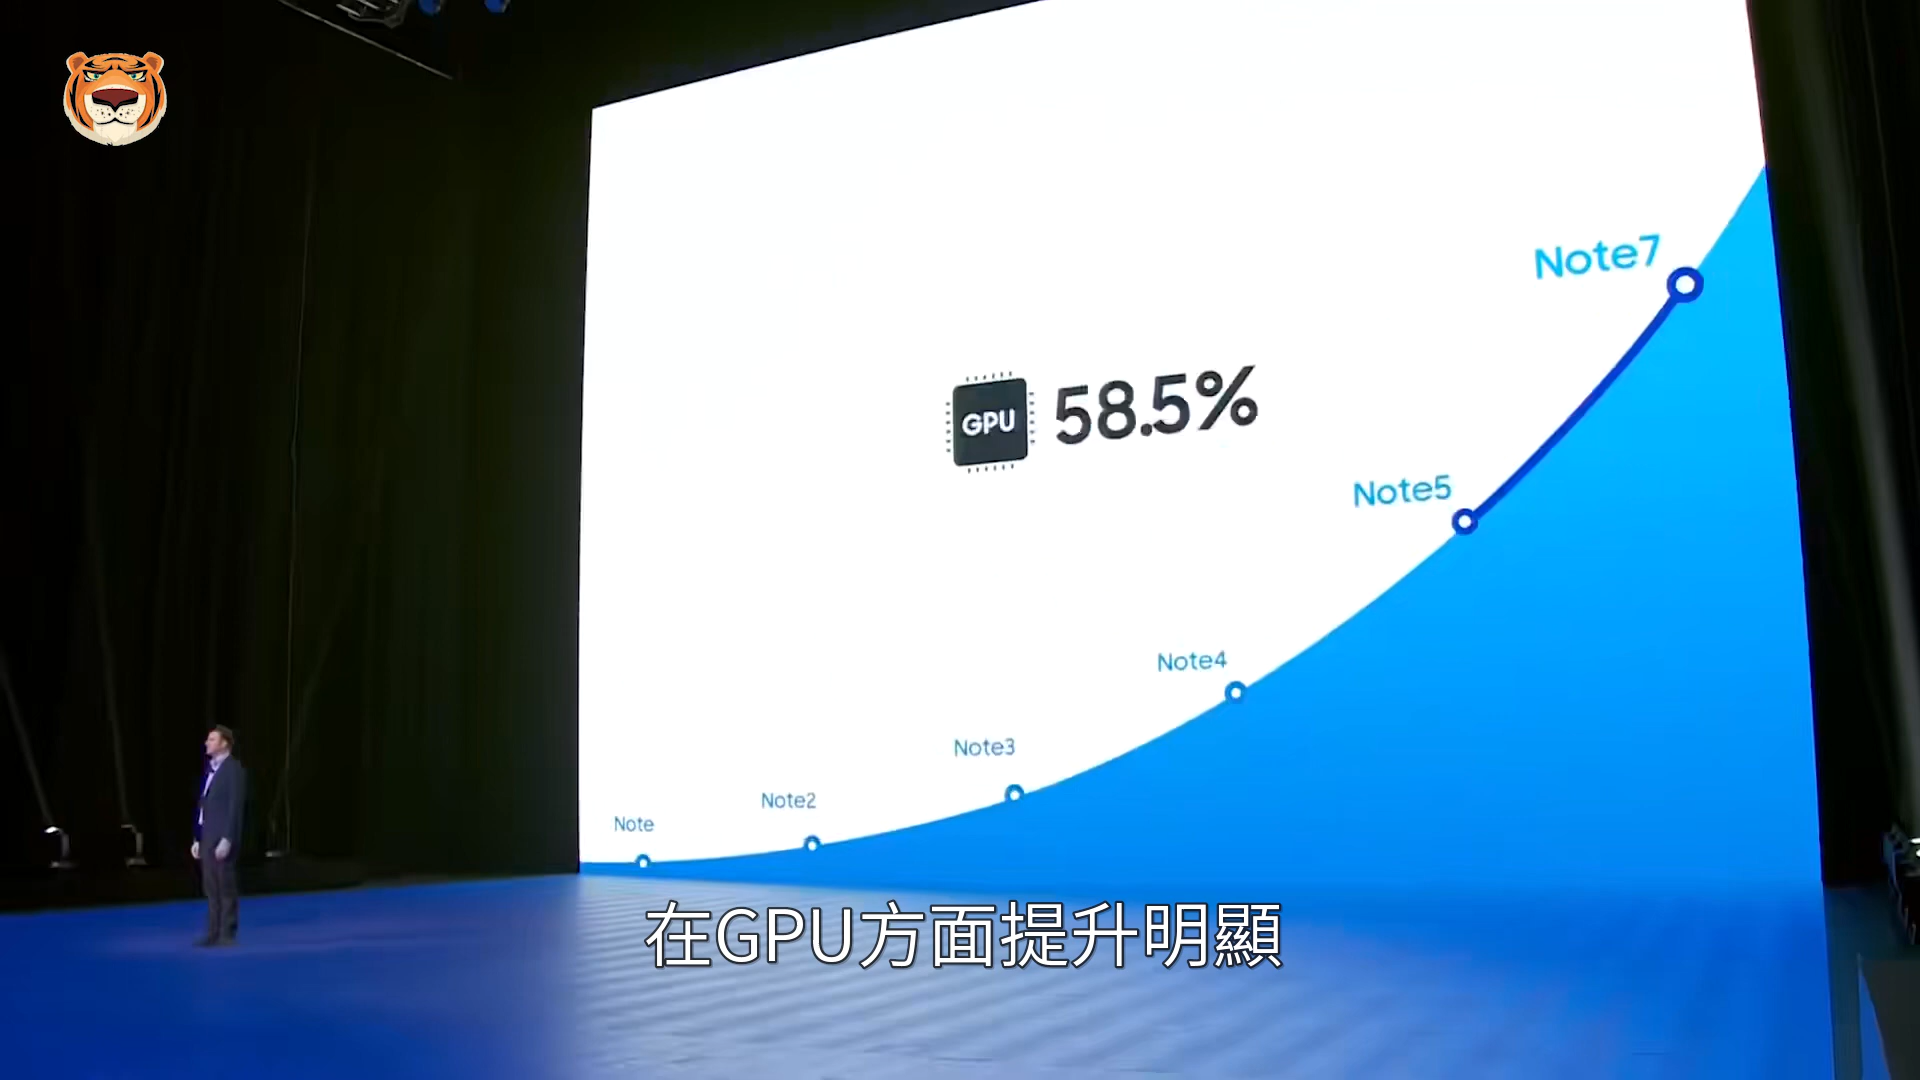 Note7
GPU 58.5%
Note5
Note4
Note3
Note2
Note
在GPU方面提升明顯